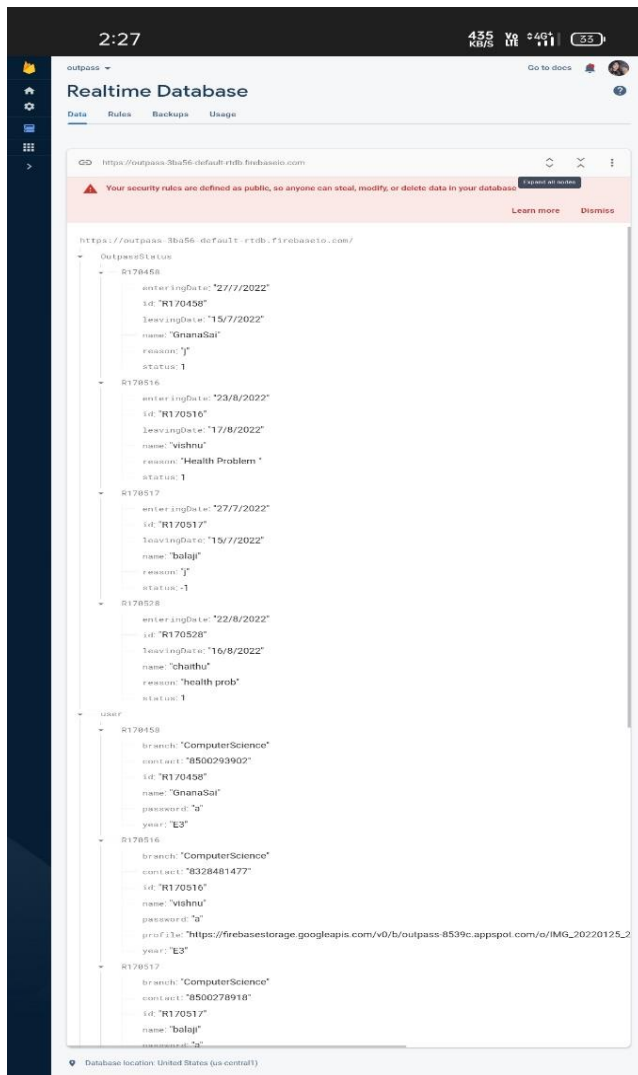 2:27
435 KB/S Vo LTE 4G+ 33
outpass
Go to docs
Realtime Database
Data Rules Backups Usage
https://outpass-3ba56-default-rtdb.firebaseio.com
Expand all nodes
Your security rules are defined as public, so anyone can steal, modify, or delete data in your database
Learn more Dismiss
https://outpass-3ba56-default-rtdb.firebaseio.com/
OutpassStatus
R170458
enteringDate: "27/7/2022"
id: "R170458"
leavingDate: "15/7/2022"
name: "GnanaSai"
reason: "j"
status: 1
R170516
enteringDate: "23/8/2022"
id: "R170516"
leavingDate: "17/8/2022"
name: "vishnu"
reason: "Health Problem "
status: 1
R170517
enteringDate: "27/7/2022"
id: "R170517"
leavingDate: "15/7/2022"
name: "balaji"
reason: "j"
status: -1
R170528
enteringDate: "22/8/2022"
id: "R170528"
leavingDate: "16/8/2022"
name: "chaithu"
reason: "health prob"
status: 1
user
R170458
branch: "ComputerScience"
contact: "8500293902"
id: "R170458"
name: "GnanaSai"
password: "a"
year: "E3"
R170516
branch: "ComputerScience"
contact: "8328481477"
id: "R170516"
name: "vishnu"
password: "a"
profile: "https://firebasestorage.googleapis.com/v0/b/outpass-8539c.appspot.com/o/IMG_20220125_2
year: "E3"
R170517
branch: "ComputerScience"
contact: "8500278918"
id: "R170517"
name: "balaji"
password: "a"
Database location: United States (us-central1)